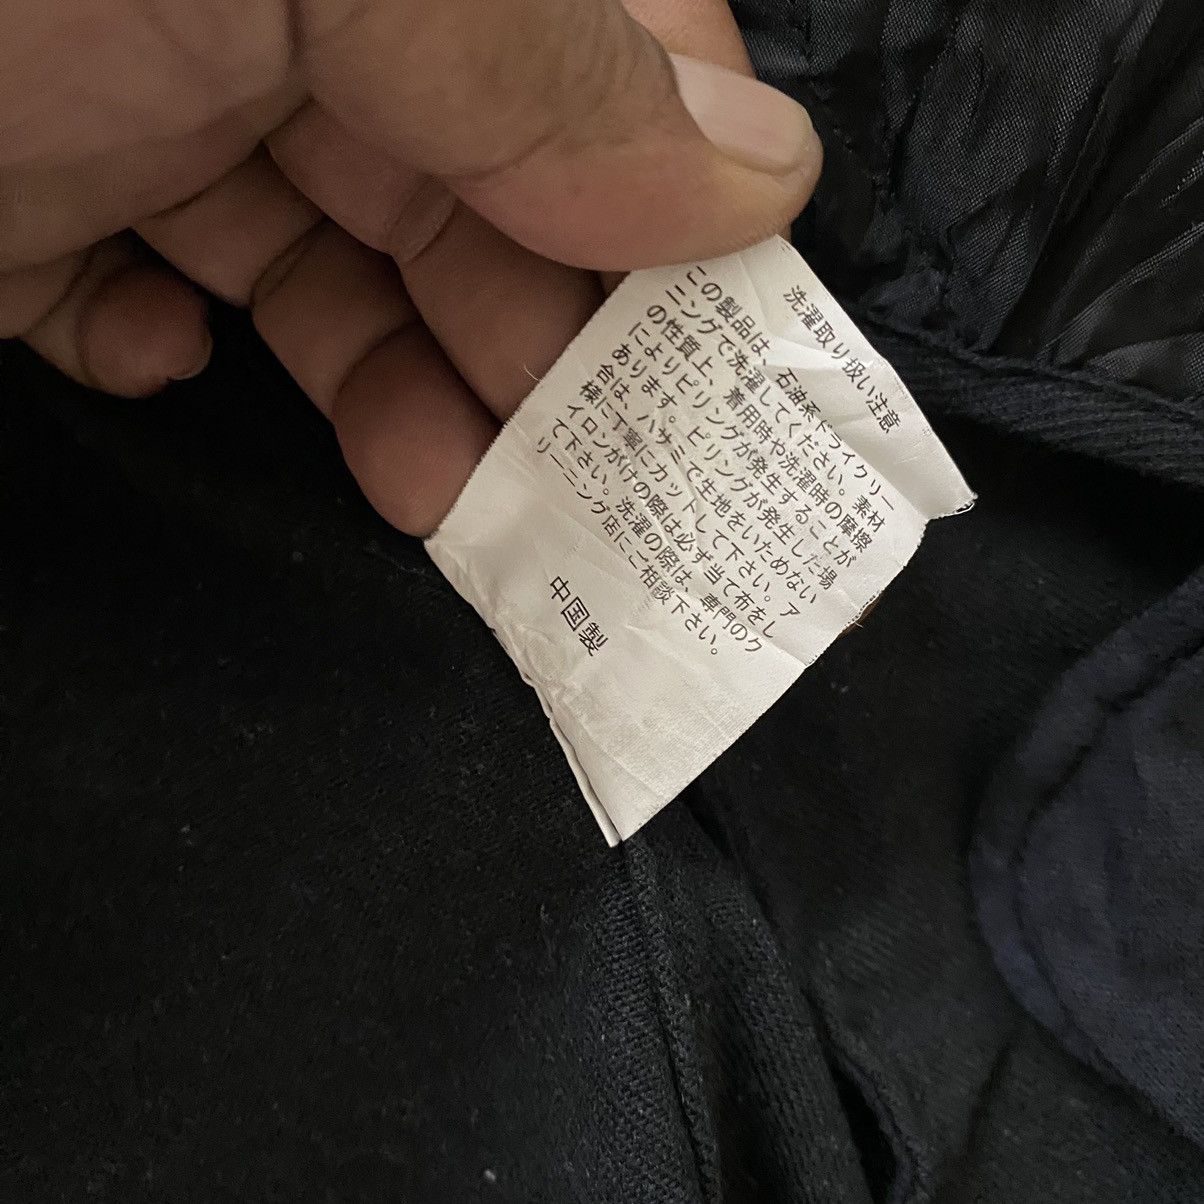 洗濯取り扱い注意
この製品は、石油系ドライクリー
ニングで洗濯してください。素材
の性質上、着用時や洗濯時の摩擦
によりピリングが発生することが
あります。ピリングが発生した場
合は、ハサミで生地をいためない
様に丁寧にカットして下さい。ア
イロンがけの際は必ず当て布をし
て下さい。洗濯の際は、専門のク
リーニング店にご相談下さい。
中国製